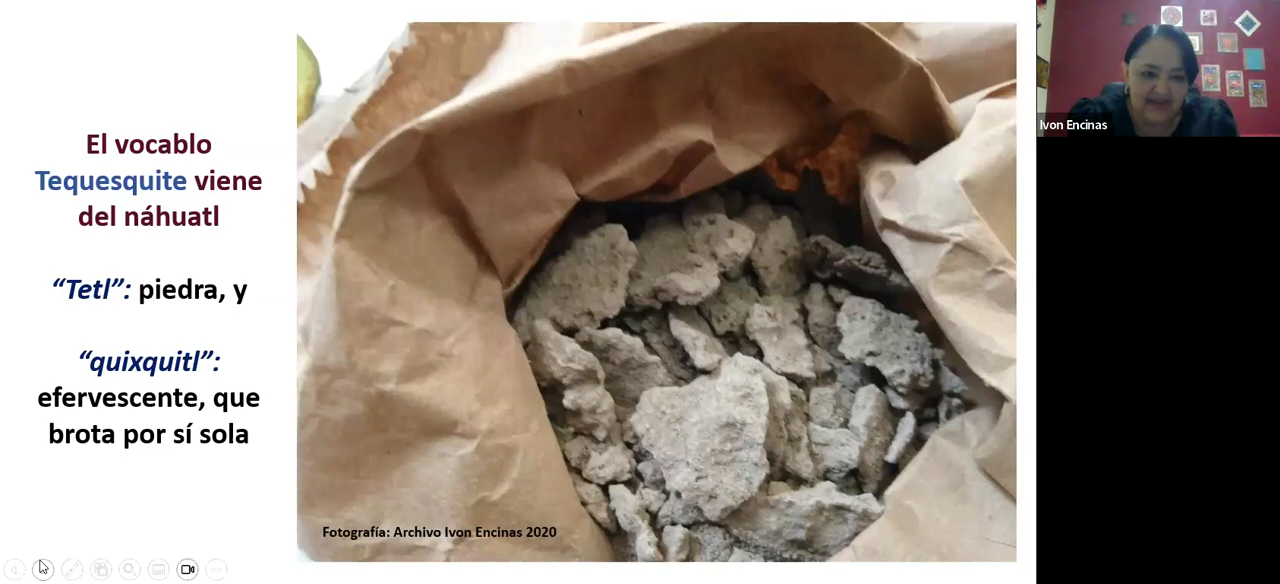 El vocablo
Tequesquite viene
del náhuatl
“Tetl”: piedra, y
“quixquitl”:
efervescente, que
brota por sí sola
Fotografía: Archivo Ivon Encinas 2020
Ivon Encinas